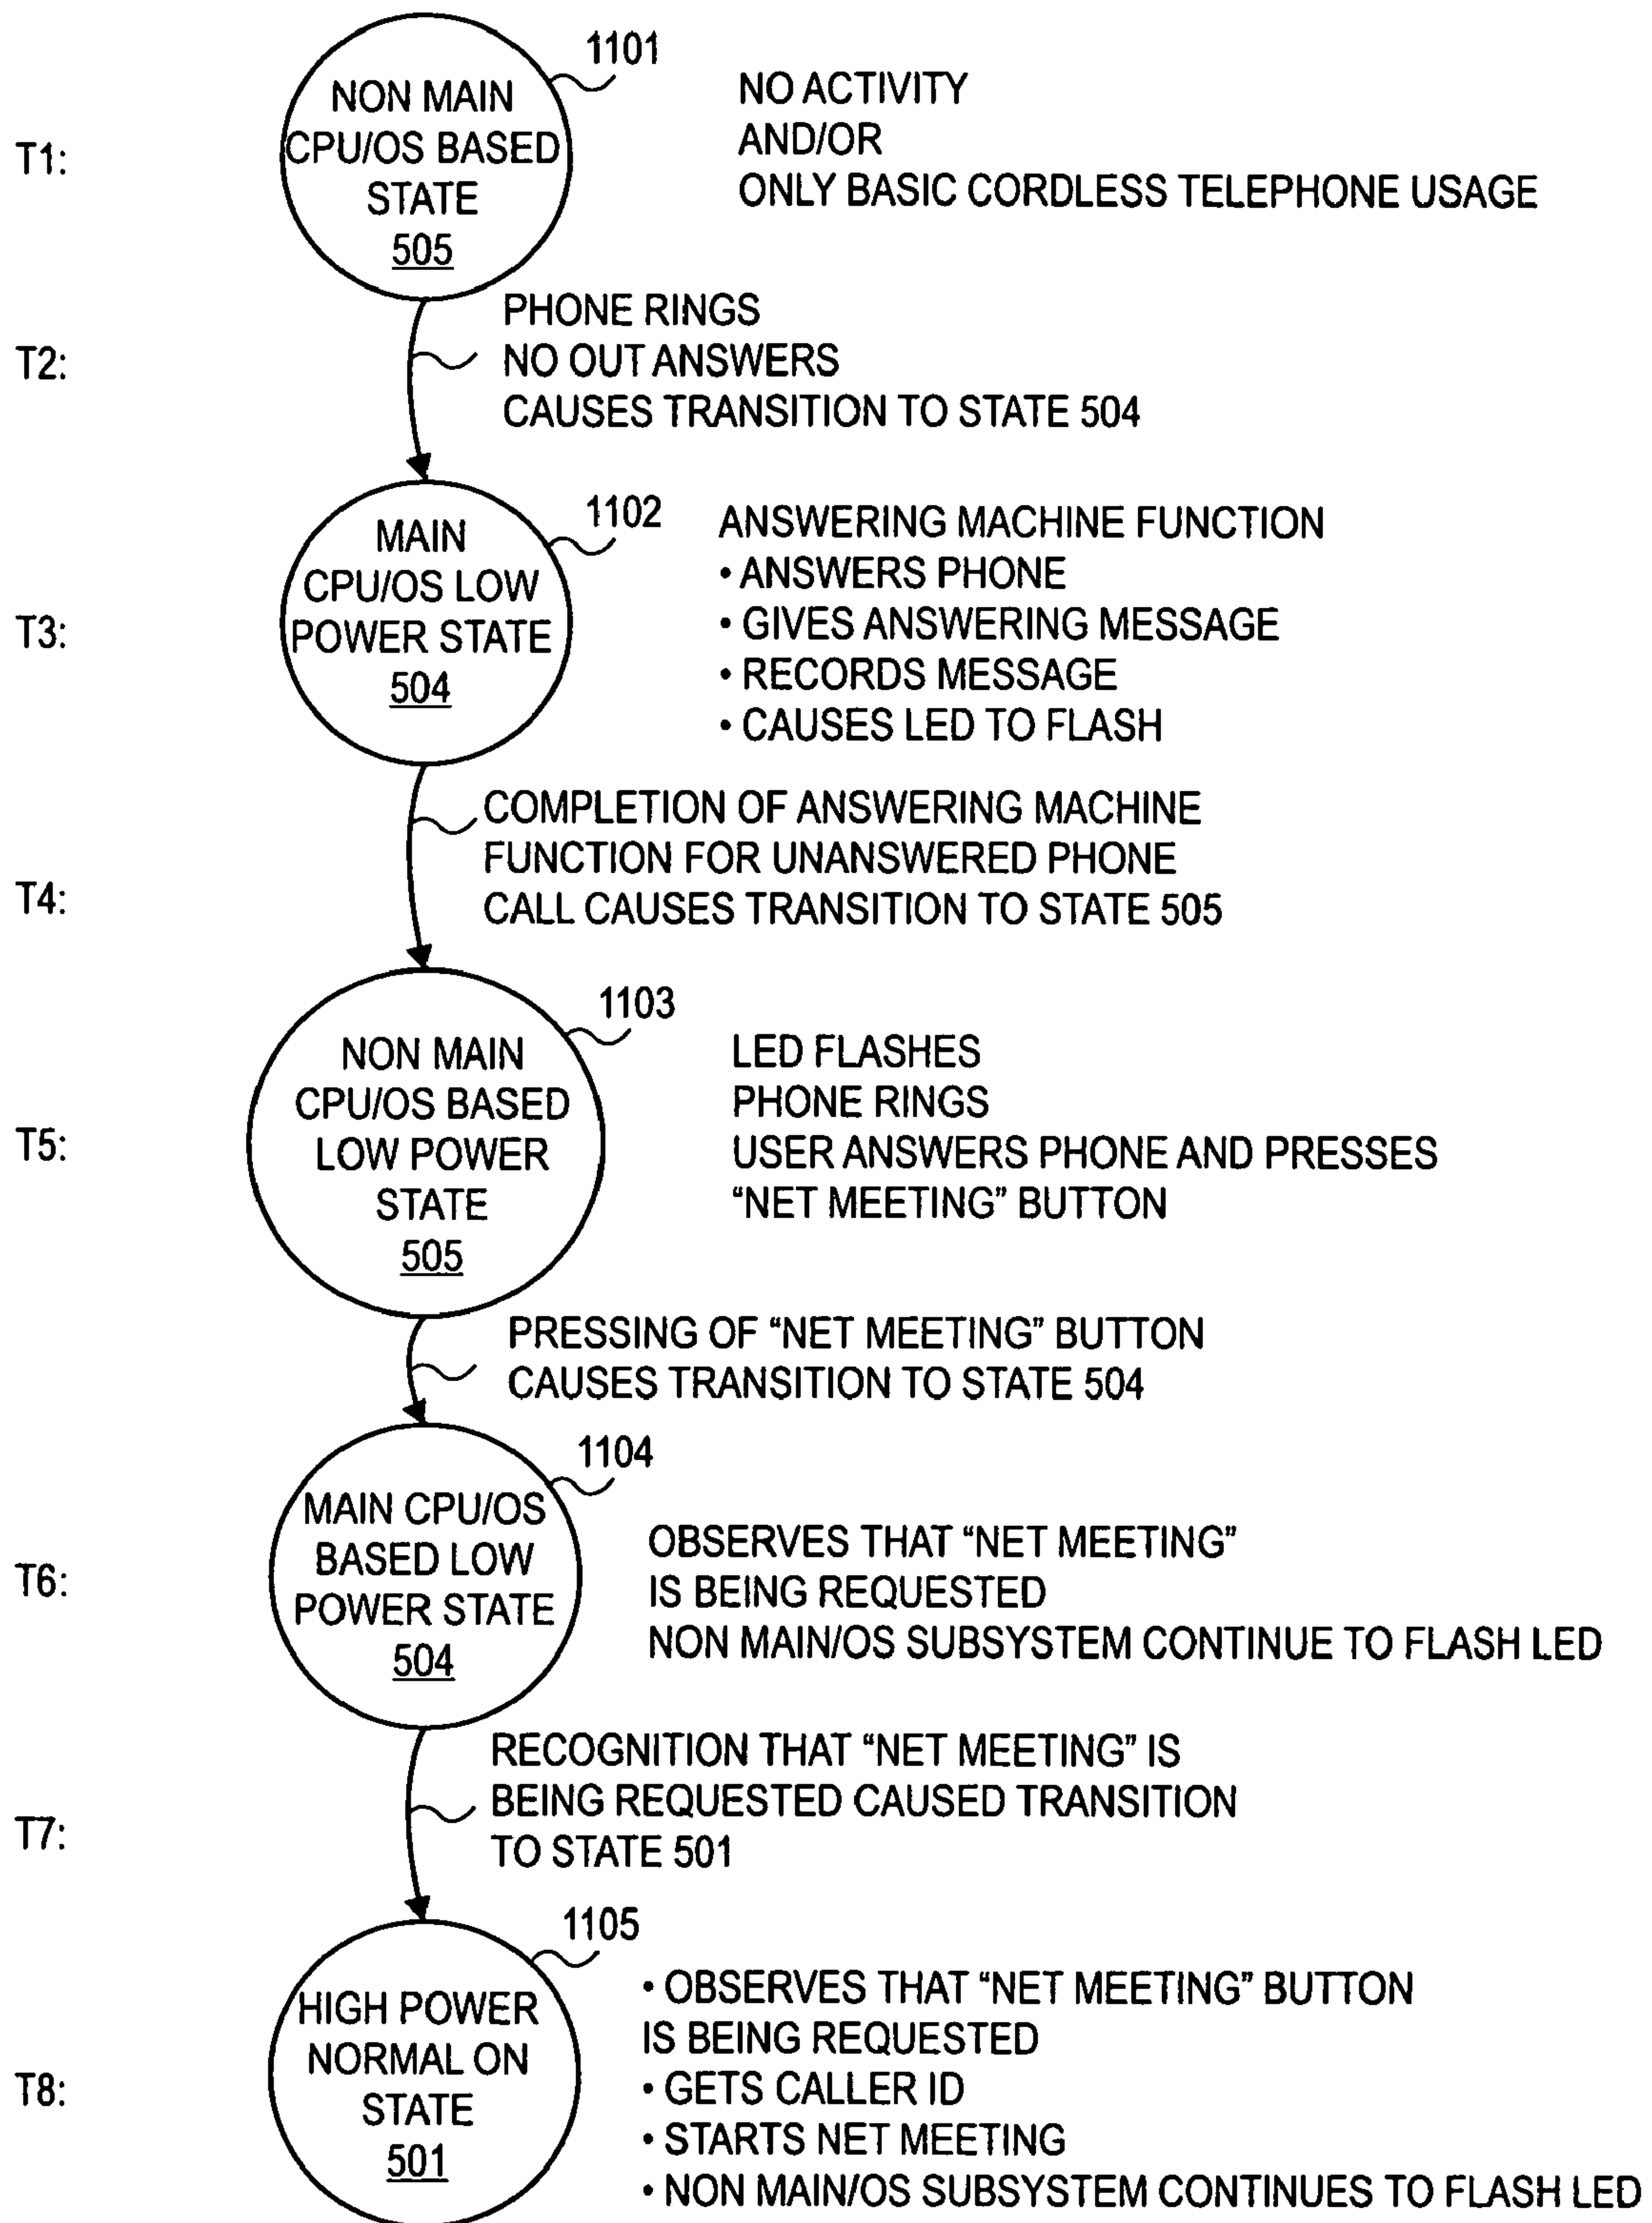 1101
NON MAIN
CPU/OS BASED
STATE
505
T1:
NO ACTIVITY
AND/OR
ONLY BASIC CORDLESS TELEPHONE USAGE
T2:
PHONE RINGS
NO OUT ANSWERS
CAUSES TRANSITION TO STATE 504
1102
MAIN
CPU/OS LOW
POWER STATE
504
T3:
ANSWERING MACHINE FUNCTION
• ANSWERS PHONE
• GIVES ANSWERING MESSAGE
• RECORDS MESSAGE
• CAUSES LED TO FLASH
T4:
COMPLETION OF ANSWERING MACHINE
FUNCTION FOR UNANSWERED PHONE
CALL CAUSES TRANSITION TO STATE 505
1103
NON MAIN
CPU/OS BASED
LOW POWER
STATE
505
T5:
LED FLASHES
PHONE RINGS
USER ANSWERS PHONE AND PRESSES
“NET MEETING” BUTTON
PRESSING OF “NET MEETING” BUTTON
CAUSES TRANSITION TO STATE 504
1104
MAIN CPU/OS
BASED LOW
POWER STATE
504
T6:
OBSERVES THAT “NET MEETING”
IS BEING REQUESTED
NON MAIN/OS SUBSYSTEM CONTINUE TO FLASH LED
T7:
RECOGNITION THAT “NET MEETING” IS
BEING REQUESTED CAUSED TRANSITION
TO STATE 501
1105
HIGH POWER
NORMAL ON
STATE
501
T8:
• OBSERVES THAT “NET MEETING” BUTTON
IS BEING REQUESTED
• GETS CALLER ID
• STARTS NET MEETING
• NON MAIN/OS SUBSYSTEM CONTINUES TO FLASH LED